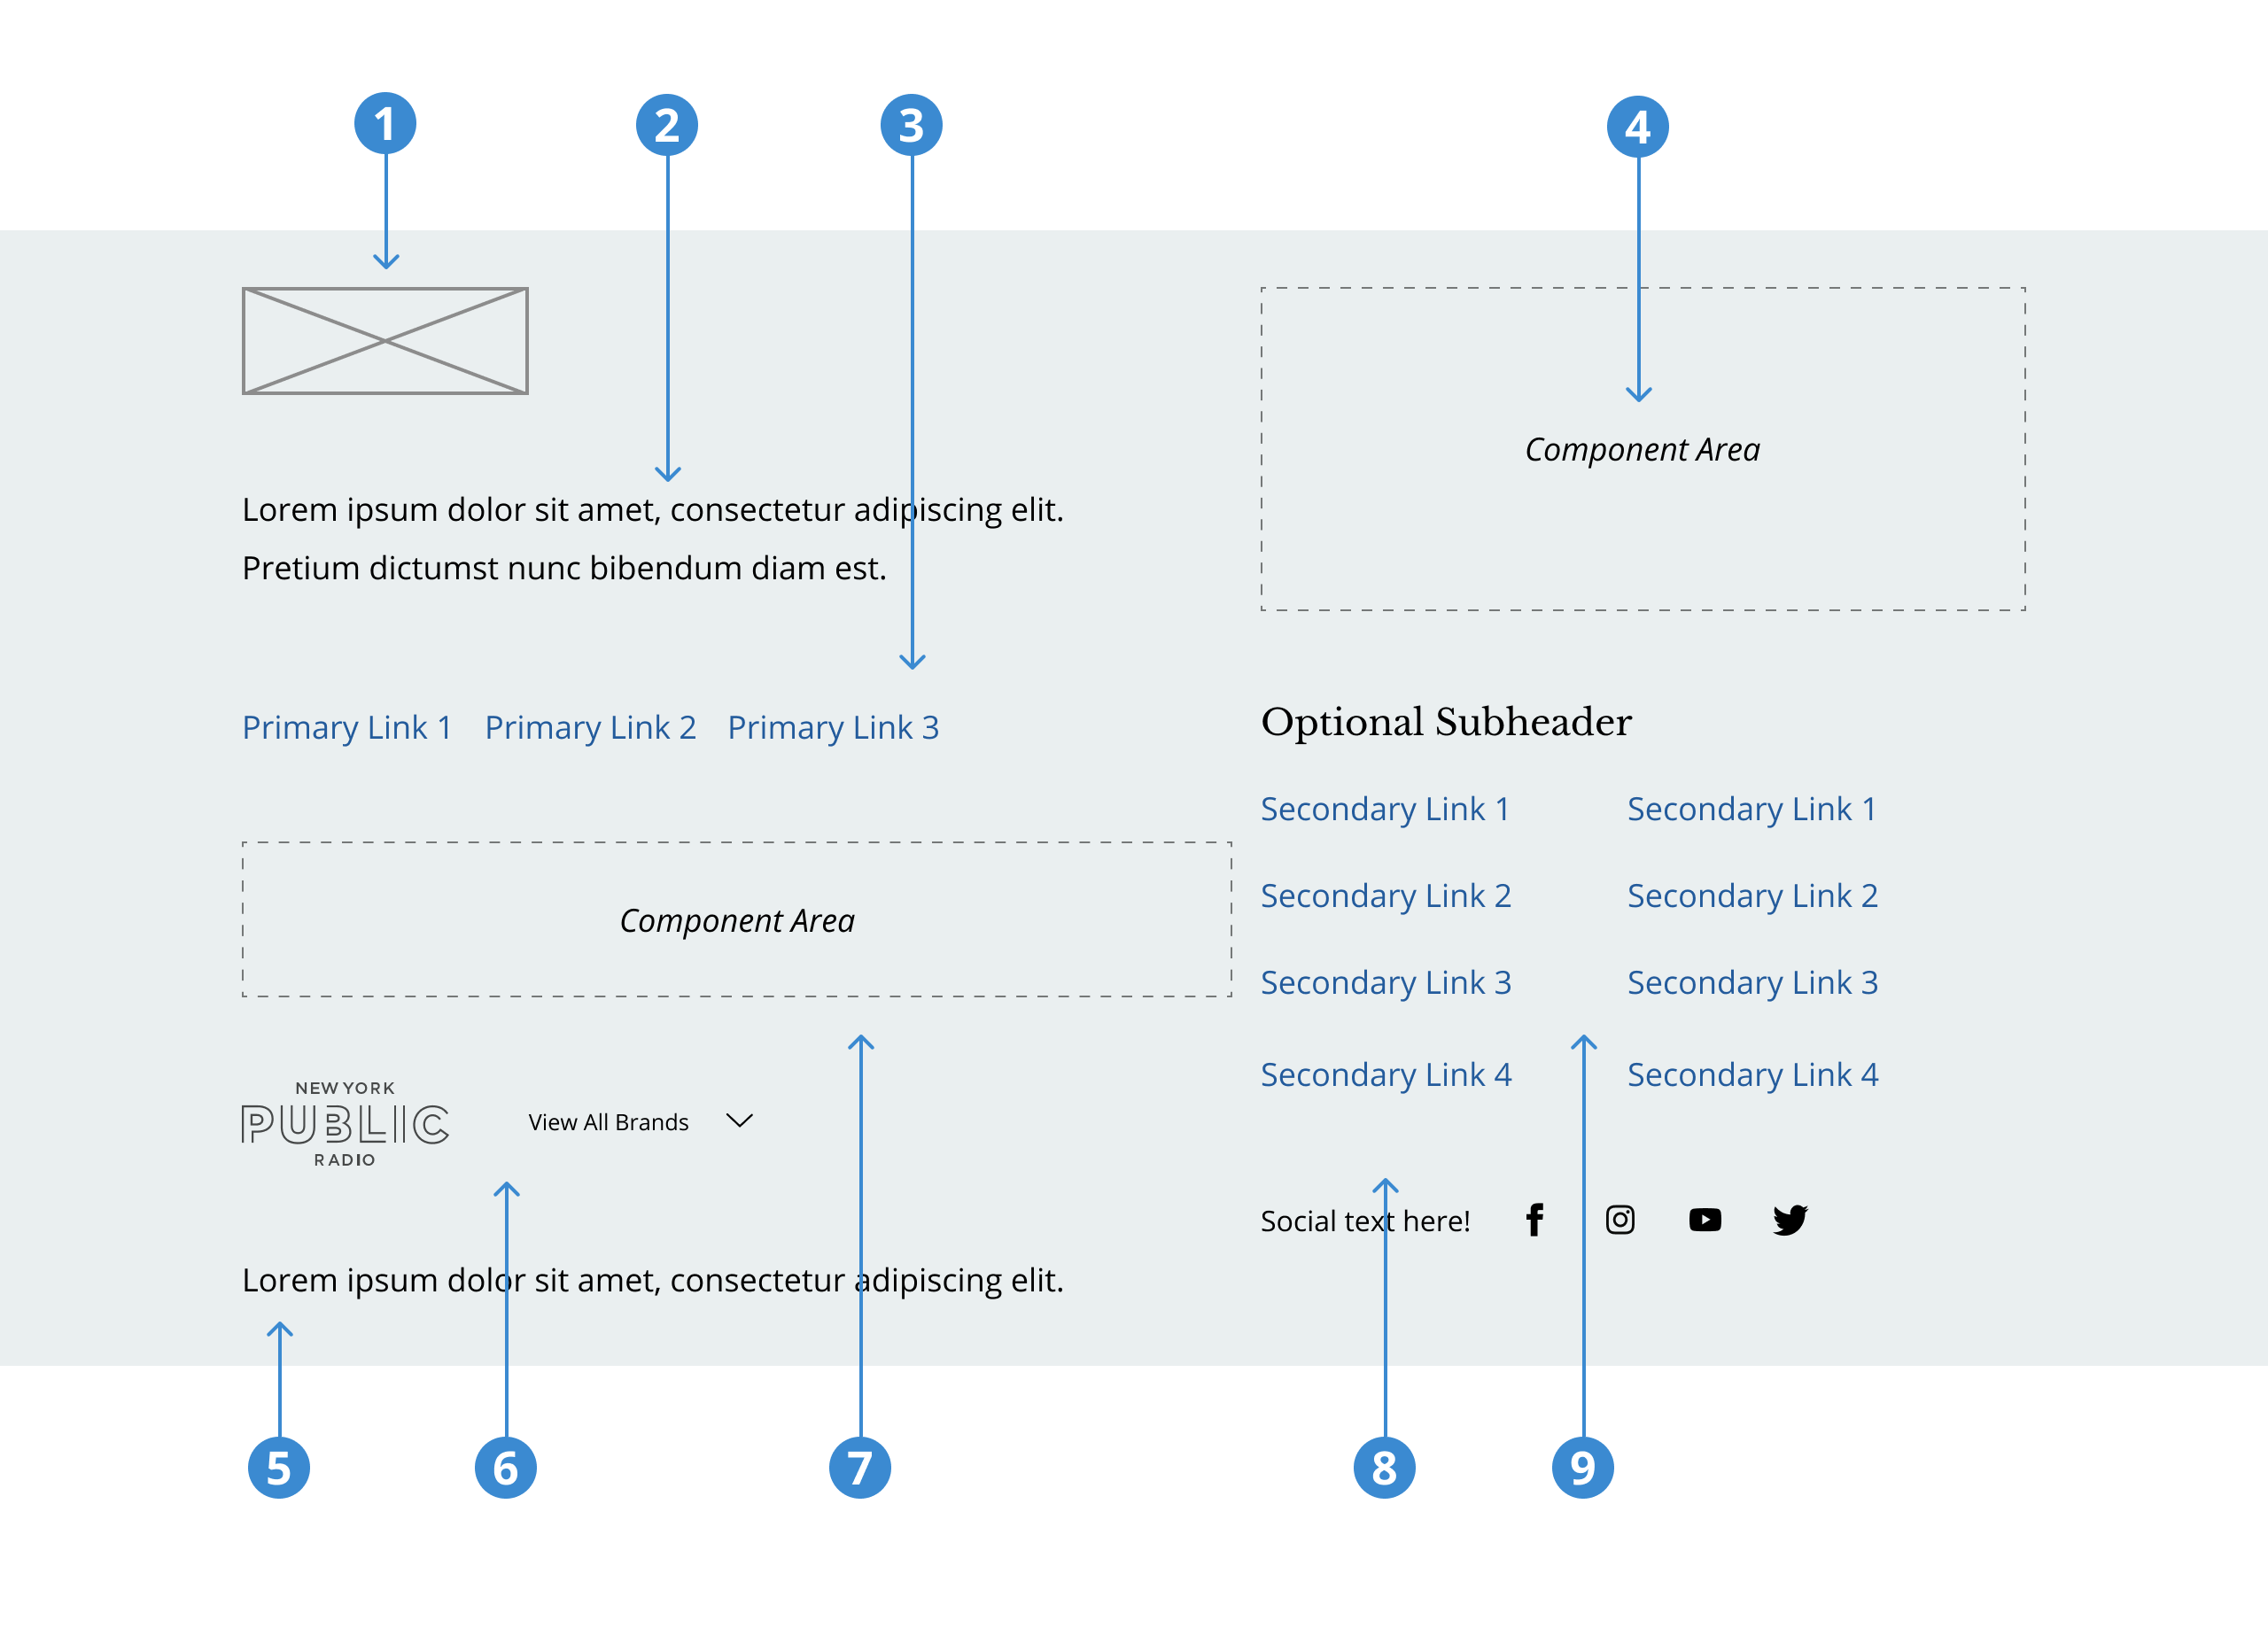 1
2
3
4
Lorem ipsum dolor sit amet, consectetur adipiscing elit.
Pretium dictumst nunc bibendum diam est.
Primary Link 1 Primary Link 2 Primary Link 3
Component Area
NEW YORK
PUBLIC
RADIO
View All Brands
Lorem ipsum dolor sit amet, consectetur adipiscing elit.
Component Area
Optional Subheader
Secondary Link 1 Secondary Link 1
Secondary Link 2 Secondary Link 2
Secondary Link 3 Secondary Link 3
Secondary Link 4 Secondary Link 4
Social text here!
5
6
7
8
9